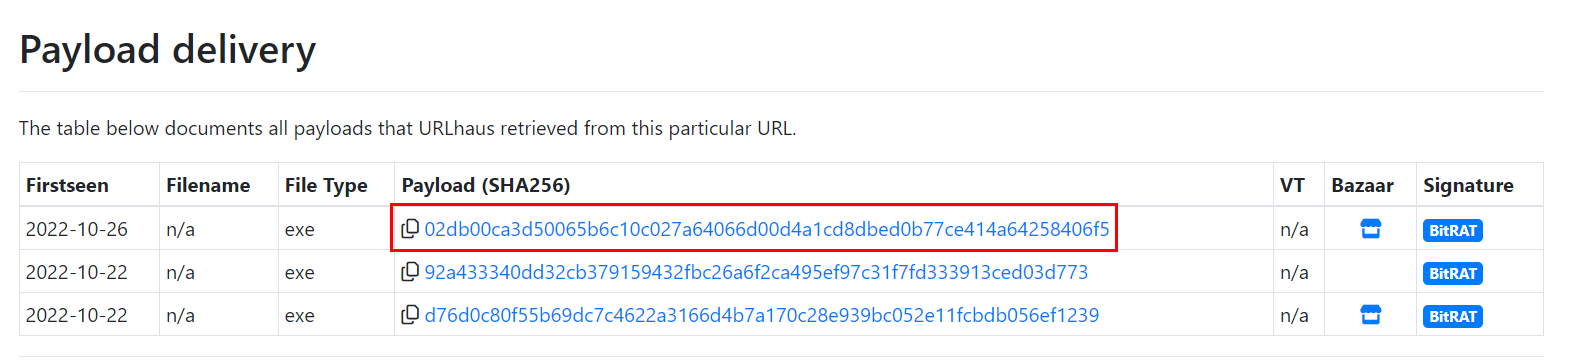 Payload delivery
The table below documents all payloads that URLhaus retrieved from this particular URL.
Firstseen Filename File Type Payload (SHA256) VT Bazaar Signature
2022-10-26 n/a exe 02db00ca3d50065b6c10c027a64066d00d4a1cd8dbed0b77ce414a64258406f5 n/a BitRAT
2022-10-22 n/a exe 92a433340dd32cb379159432fbc26a6f2ca495ef97c31f7fd333913ced03d773 n/a BitRAT
2022-10-22 n/a exe d76d0c80f55b69dc7c4622a3166d4b7a170c28e939bc052e11fcbdb056ef1239 n/a BitRAT